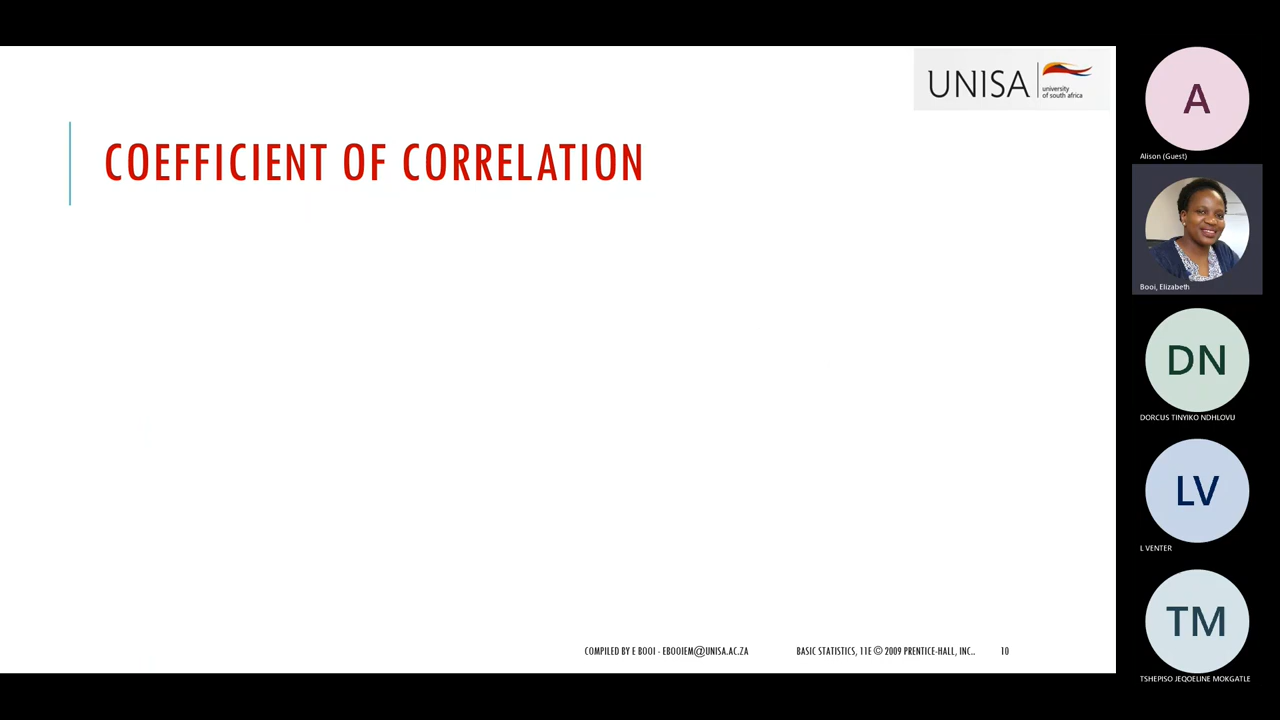 UNISA
university
of south africa
COEFFICIENT OF CORRELATION
COMPILED BY E BOOI - EBOOIEM@UNISA.AC.ZA
BASIC STATISTICS, 11E © 2009 PRENTICE-HALL, INC..
10
A
Alison (Guest)
Booi, Elizabeth
DN
DORCUS TINYIKO NDHLOVU
LV
L VENTER
TM
TSHEPISO JEQOELINE MOKGATLE